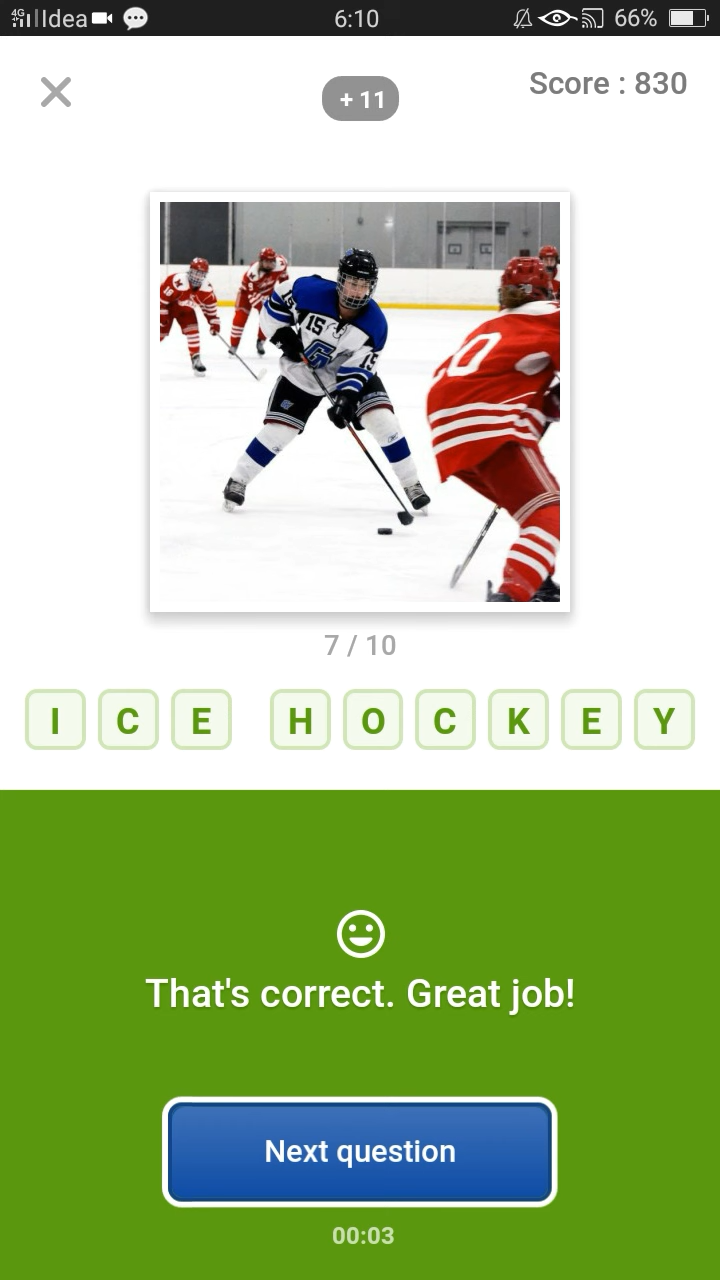 4G Idea 6:10 66%
+ 11
Score : 830
15
15
G
7 / 10
ICE HOCKEY
That's correct. Great job!
Next question
00:03